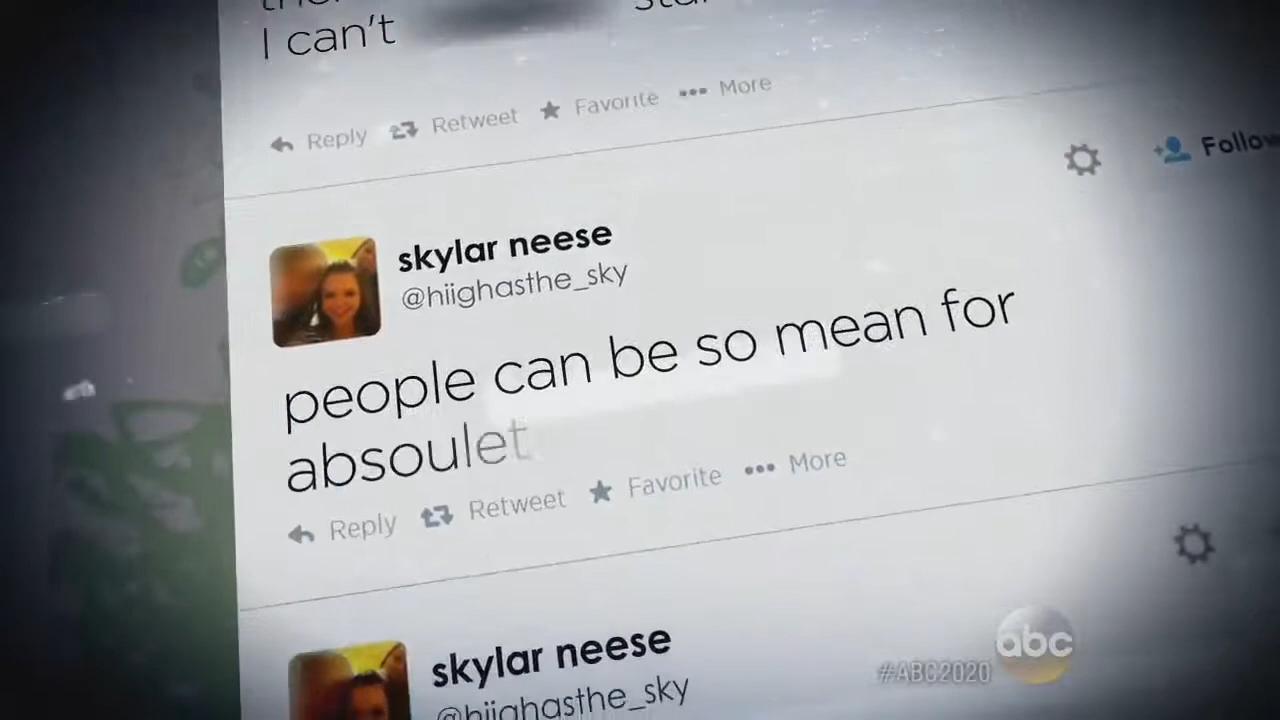 I can't
Reply Retweet Favorite More
Follow
skylar neese
@hiighasthe_sky
people can be so mean for
absoulet
Reply Retweet Favorite More
skylar neese
@hiighasthe_sky
abc
#ABC2020